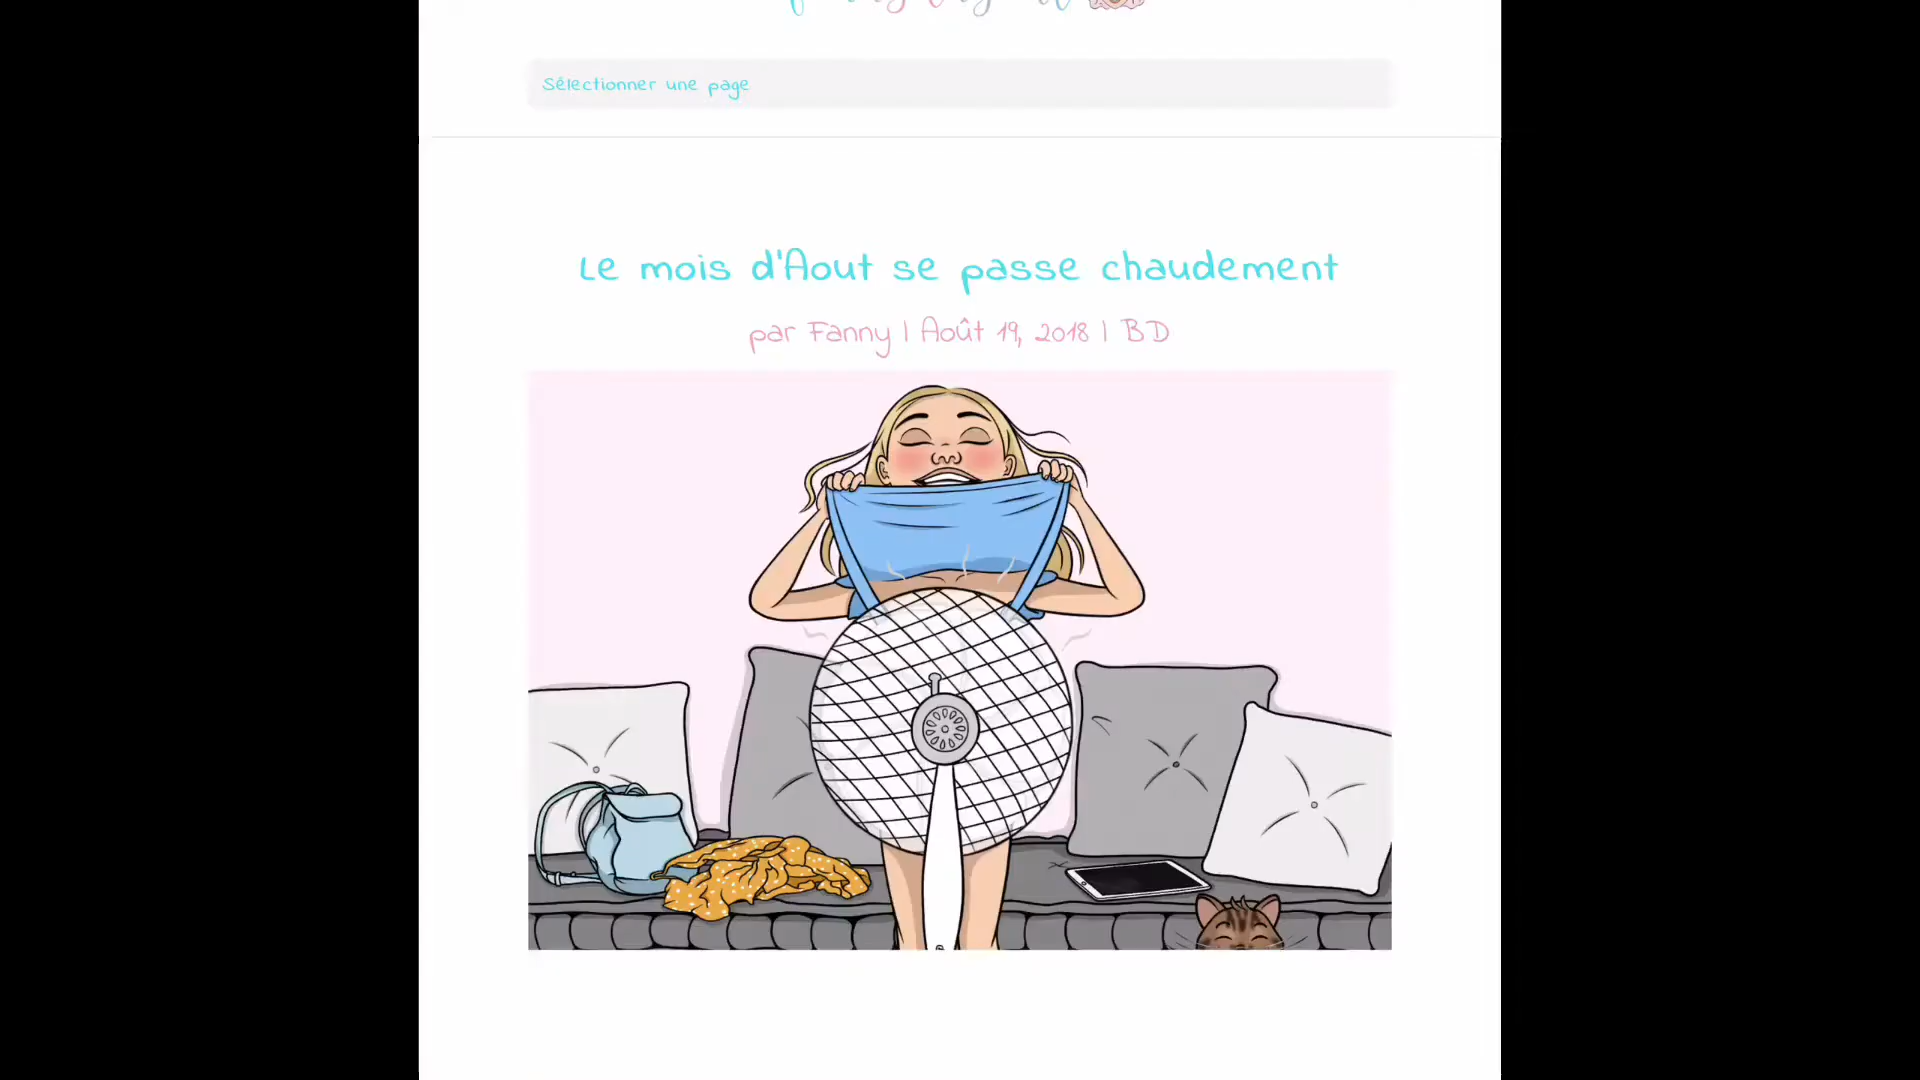 Sélectionner une page
Le mois d'Aout se passe chaudement
par Fanny | Août 19, 2018 | BD